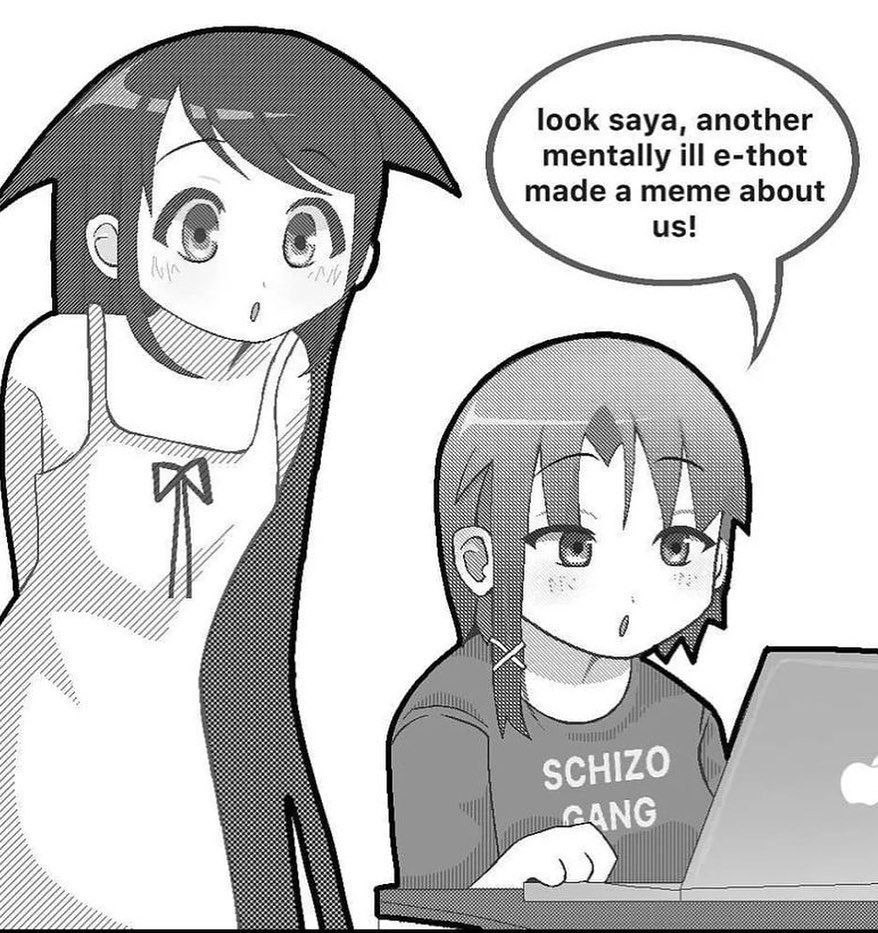 look saya, another
mentally ill e-thot
made a meme about
us!
SCHIZO
GANG